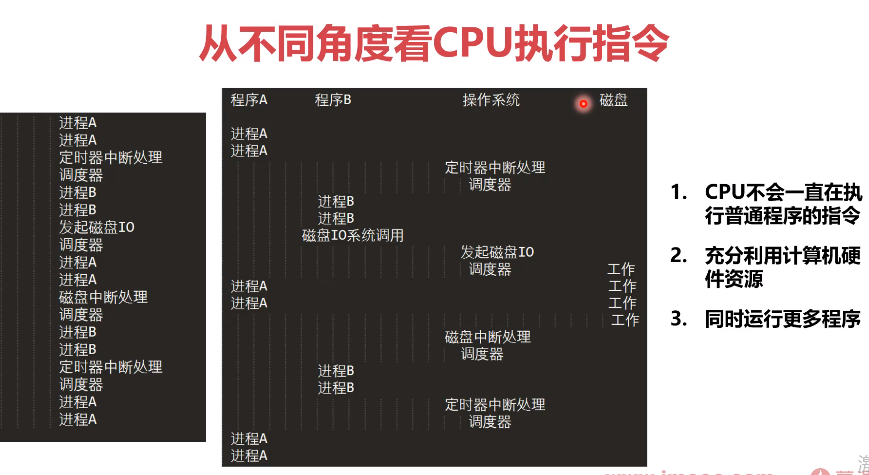 从不同角度看CPU执行指令
进程A
进程A
定时器中断处理
调度器
进程B
进程B
发起磁盘IO
调度器
进程A
进程A
磁盘中断处理
调度器
进程B
进程B
定时器中断处理
调度器
进程A
进程A
程序A 程序B 操作系统 磁盘
进程A
进程A
定时器中断处理
调度器
进程B
进程B
磁盘IO系统调用
发起磁盘IO
调度器 工作
进程A 工作
进程A 工作
工作
磁盘中断处理
调度器
进程B
进程B
定时器中断处理
调度器
进程A
进程A
1. CPU不会一直在执
行普通程序的指令
2. 充分利用计算机硬
件资源
3. 同时运行更多程序